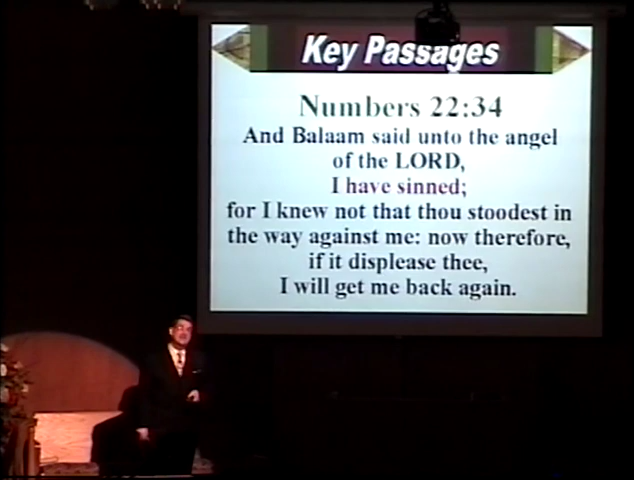 Key Passages
Numbers 22:34
And Balaam said unto the angel
of the LORD,
I have sinned;
for I knew not that thou stoodest in
the way against me: now therefore,
if it displease thee,
I will get me back again.